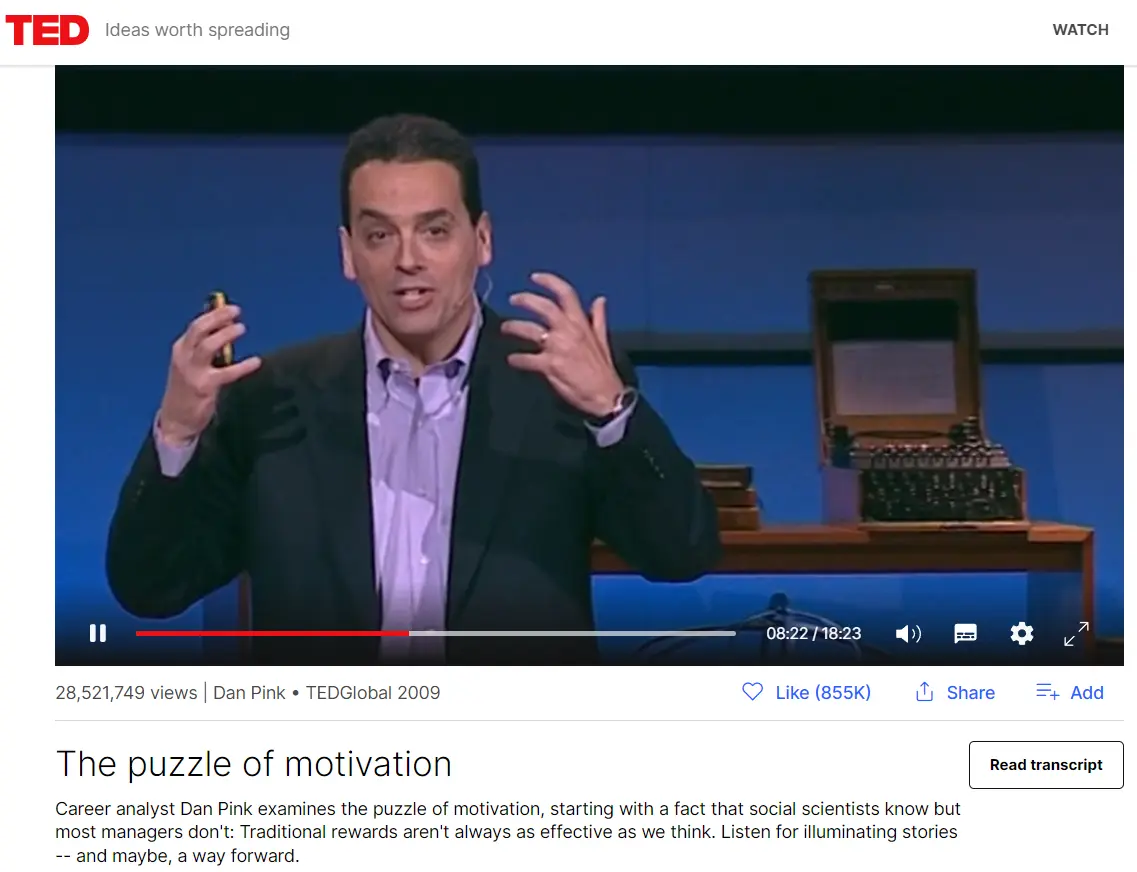 TED Ideas worth spreading WATCH
08:22 / 18:23
28,521,749 views | Dan Pink • TEDGlobal 2009 Like (855K) Share Add
The puzzle of motivation
Read transcript
Career analyst Dan Pink examines the puzzle of motivation, starting with a fact that social scientists know but
most managers don't: Traditional rewards aren't always as effective as we think. Listen for illuminating stories
-- and maybe, a way forward.